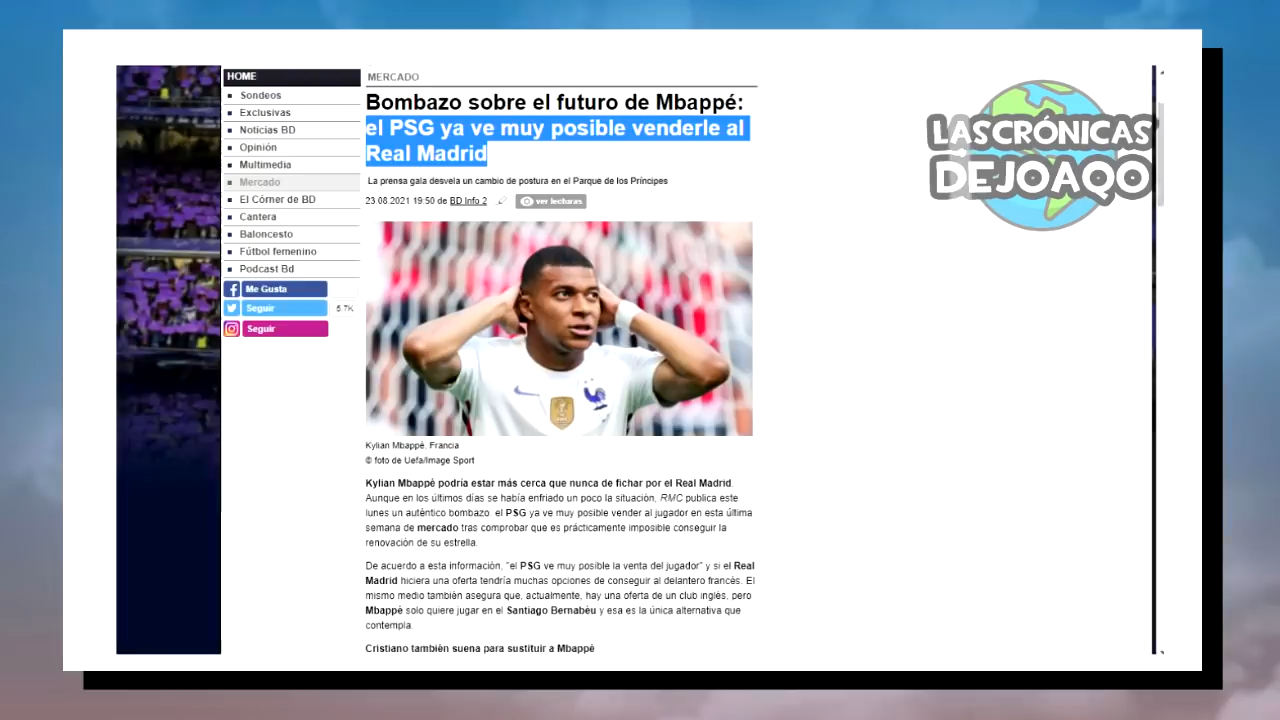 HOME
Sondeos
Exclusivas
Noticias BD
Opinión
Multimedia
Mercado
El Córner de BD
Cantera
Baloncesto
Fútbol femenino
Podcast Bd
Me Gusta
Seguir
5.7K
Seguir
MERCADO
Bombazo sobre el futuro de Mbappé:
el PSG ya ve muy posible venderle al
Real Madrid
La prensa gala desvela un cambio de postura en el Parque de los Príncipes
23.08.2021 19:50 de BD Info 2
ver lecturas
Kylian Mbappé, Francia
© foto de Uefa/Image Sport
Kylian Mbappé podría estar más cerca que nunca de fichar por el Real Madrid.
Aunque en los últimos días se había enfriado un poco la situación, RMC publica este
lunes un auténtico bombazo: el PSG ya ve muy posible vender al jugador en esta última
semana de mercado tras comprobar que es prácticamente imposible conseguir la
renovación de su estrella.
De acuerdo a esta información, "el PSG ve muy posible la venta del jugador" y si el Real
Madrid hiciera una oferta tendría muchas opciones de conseguir al delantero francés. El
mismo medio también asegura que, actualmente, hay una oferta de un club inglés, pero
Mbappé solo quiere jugar en el Santiago Bernabéu y esa es la única alternativa que
contempla.
Cristiano también suena para sustituir a Mbappé
LAS CRÓNICAS
DE JOAQO